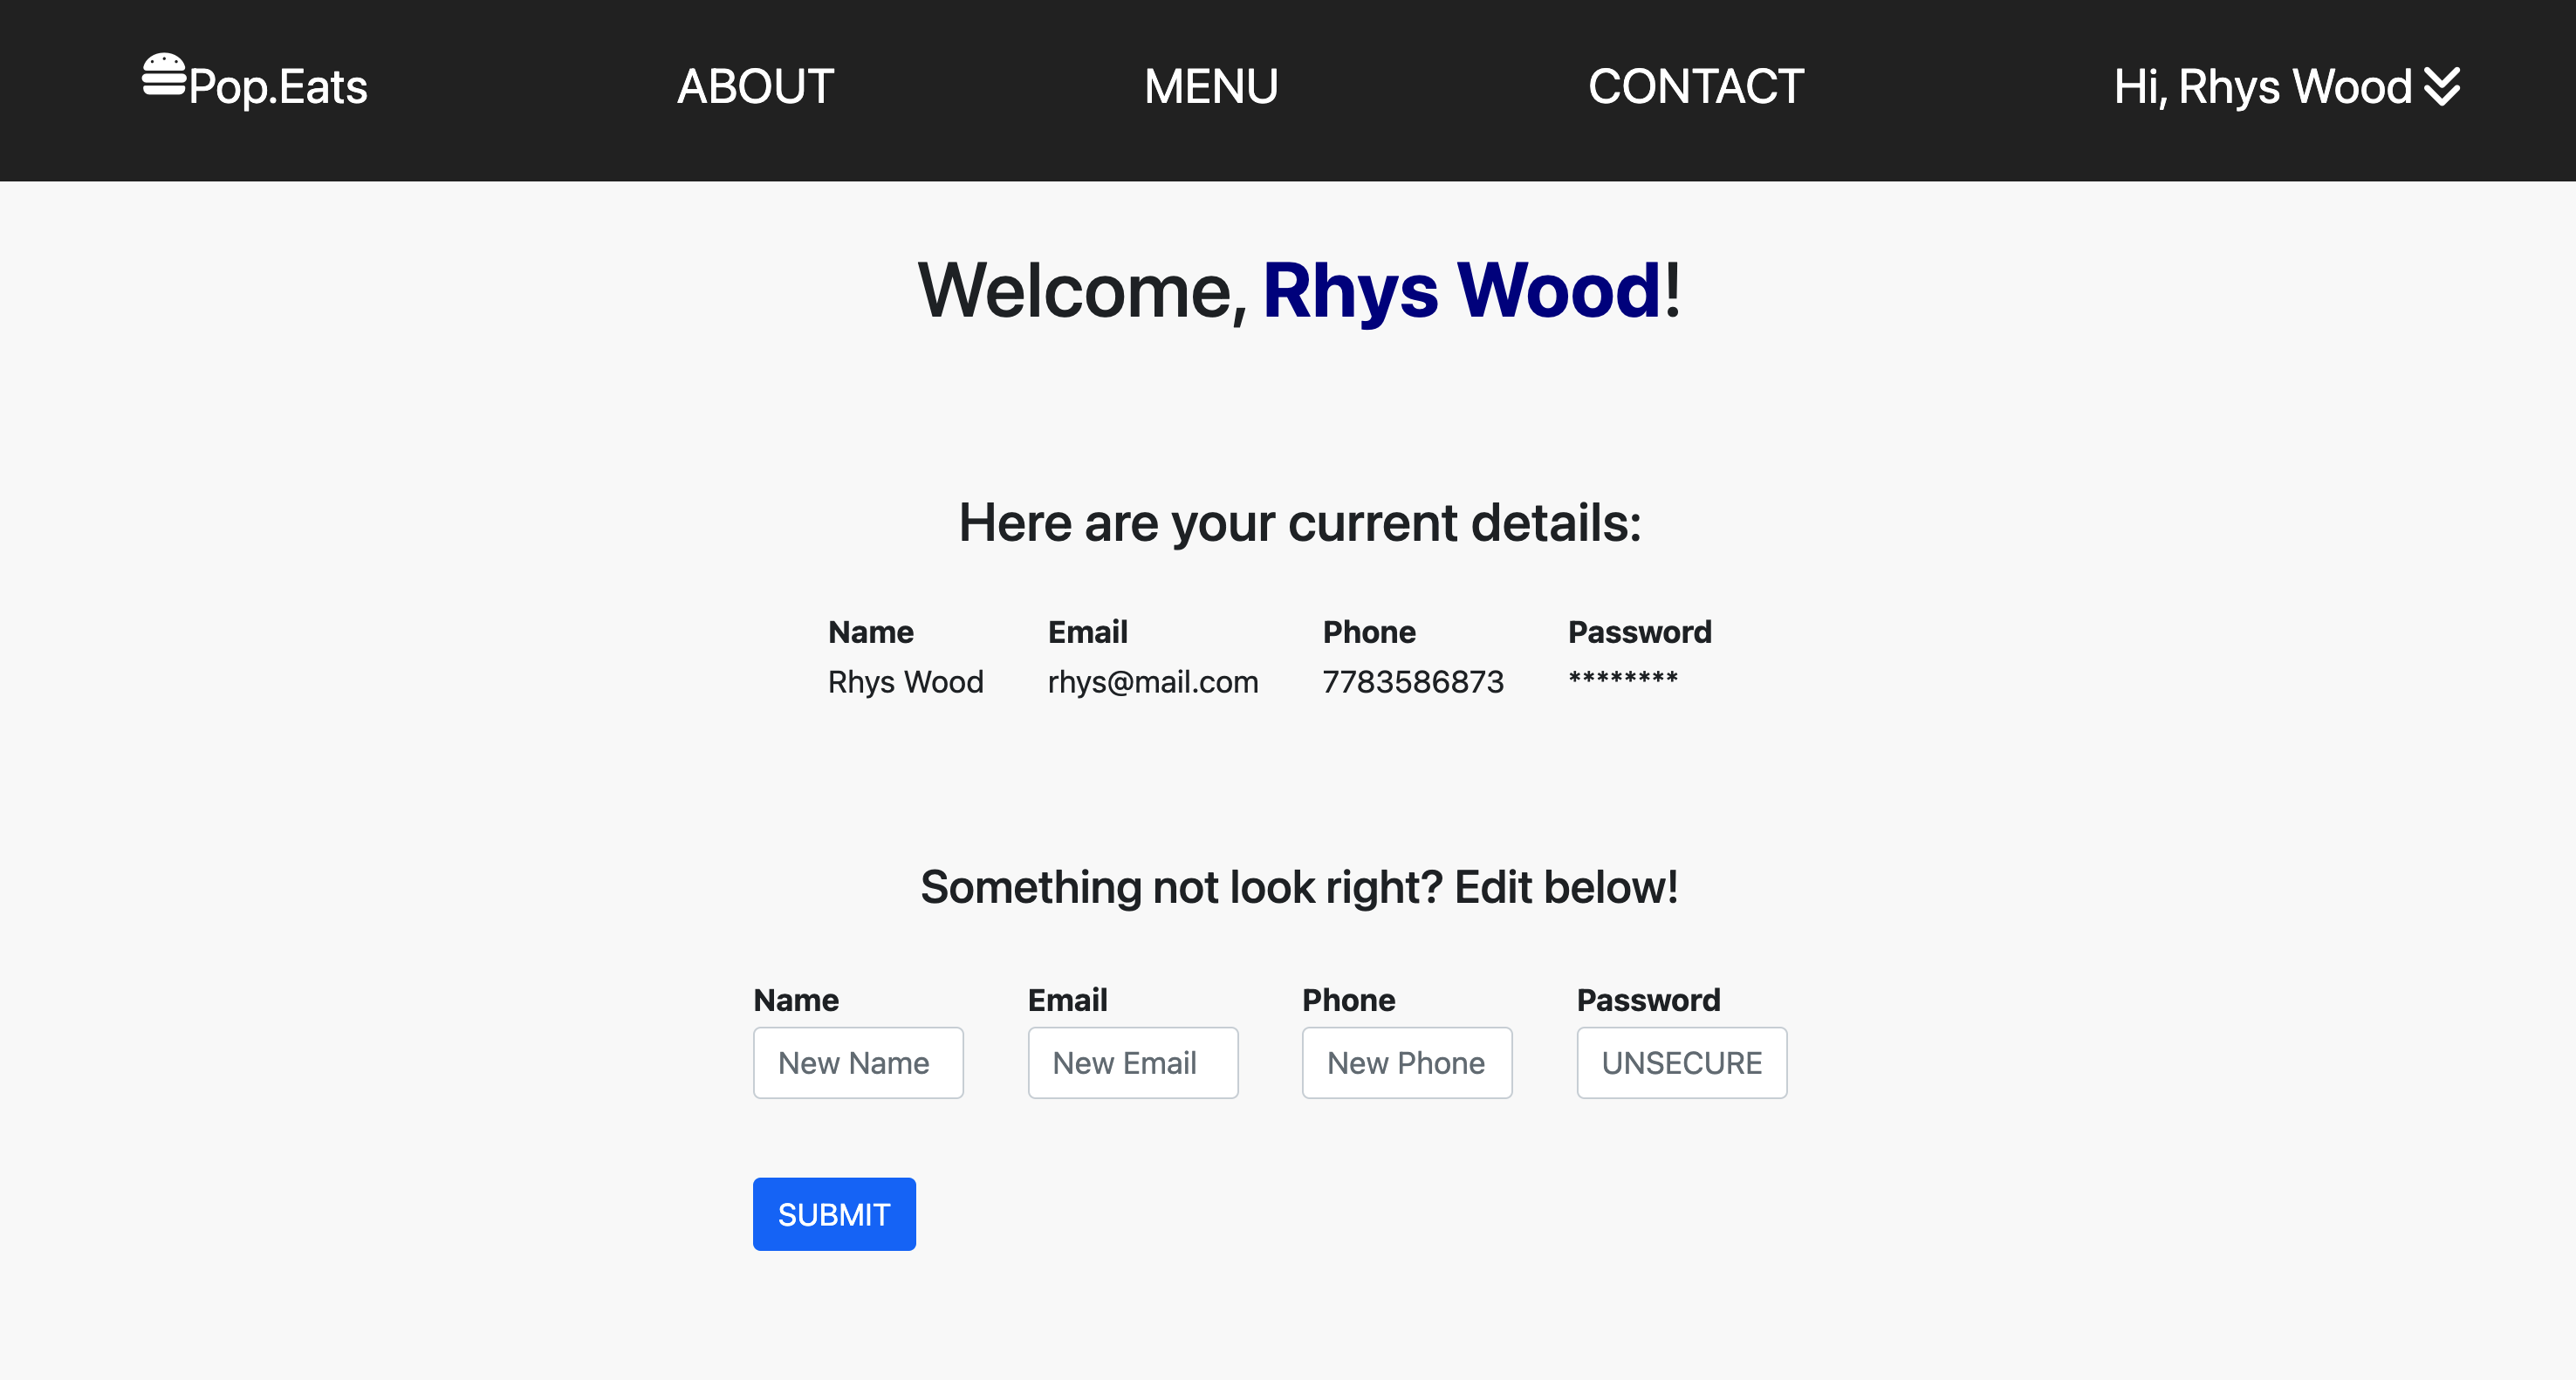 Pop.Eats ABOUT MENU CONTACT Hi, Rhys Wood
Welcome, Rhys Wood!
Here are your current details:
Name Email Phone Password
Rhys Wood rhys@mail.com 7783586873 ********
Something not look right? Edit below!
Name Email Phone Password
New Name New Email New Phone UNSECURE
SUBMIT